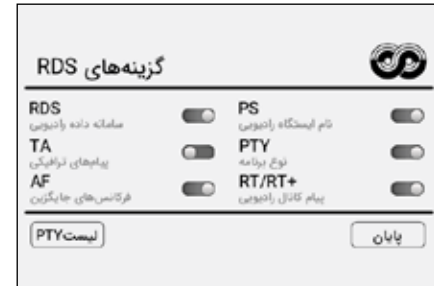 گزینه‌های RDS
RDS
سامانه داده رادیویی
PS
نام ایستگاه رادیویی
TA
پیام‌های ترافیکی
PTY
نوع برنامه
AF
فرکانس‌های جایگزین
RT/RT+
پیام کانال رادیویی
لیستPTY
پایان